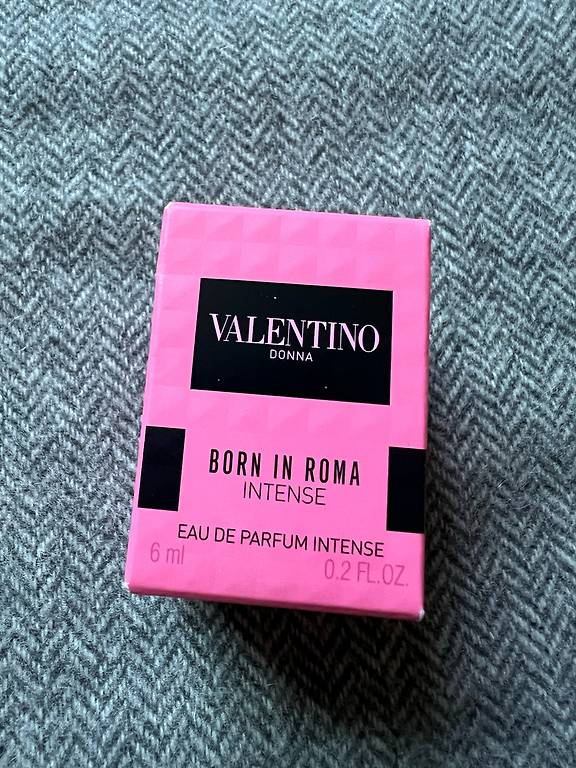 VALENTINO
DONNA
BORN IN ROMA
INTENSE
EAU DE PARFUM INTENSE
6 ml 0.2 FL.OZ.